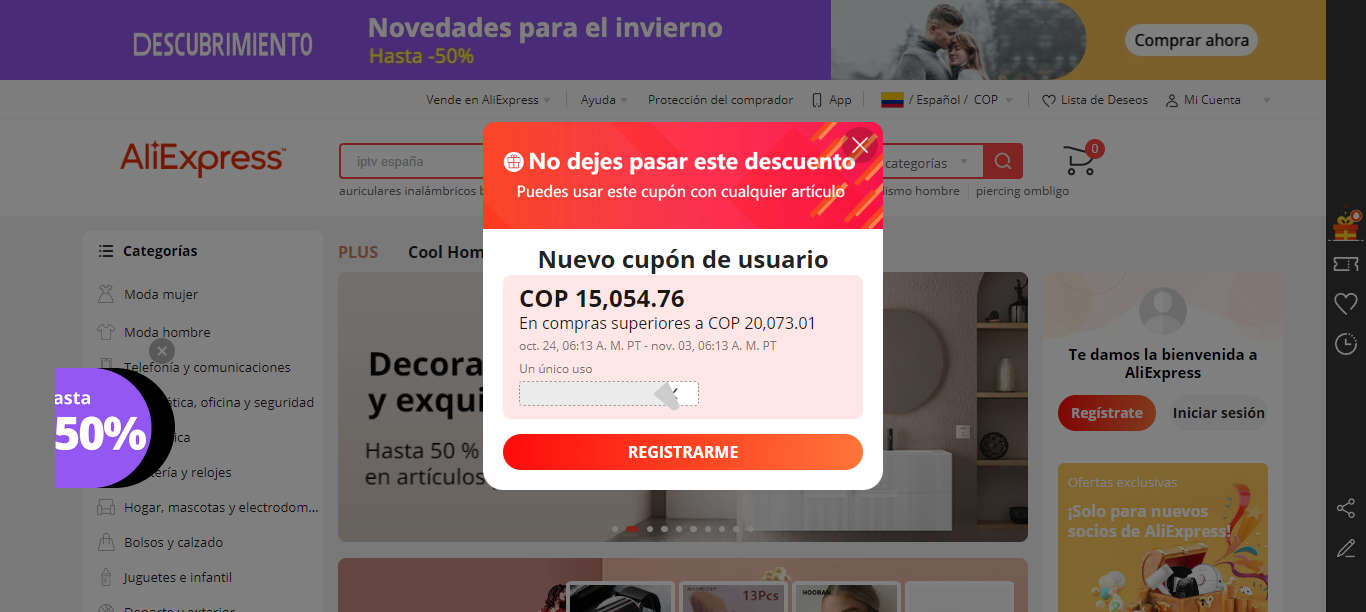 DESCUBRIMIENTO
Novedades para el invierno
Hasta -50%
Comprar ahora
Vende en AliExpress
Ayuda
Protección del comprador
App
/ Español / COP
Lista de Deseos
Mi Cuenta
AliExpress
iptv españa
categorías
0
auriculares inalámbricos
lismo hombre
piercing ombligo
No dejes pasar este descuento
Puedes usar este cupón con cualquier artículo
Nuevo cupón de usuario
COP 15,054.76
En compras superiores a COP 20,073.01
oct. 24, 06:13 A. M. PT - nov. 03, 06:13 A. M. PT
Un único uso
REGISTRARME
Categorías
Moda mujer
Moda hombre
Telefonía y comunicaciones
ática, oficina y seguridad
ica
tería y relojes
Hogar, mascotas y electrodom...
Bolsos y calzado
Juguetes e infantil
Deporte y exterior
asta
50%
PLUS
Cool Hom
Decora
y exqui
Hasta 50 %
en artículos
Te damos la bienvenida a
AliExpress
Regístrate
Iniciar sesión
Ofertas exclusivas
¡Solo para nuevos
socios de AliExpress!
13Pcs
HOOBAN